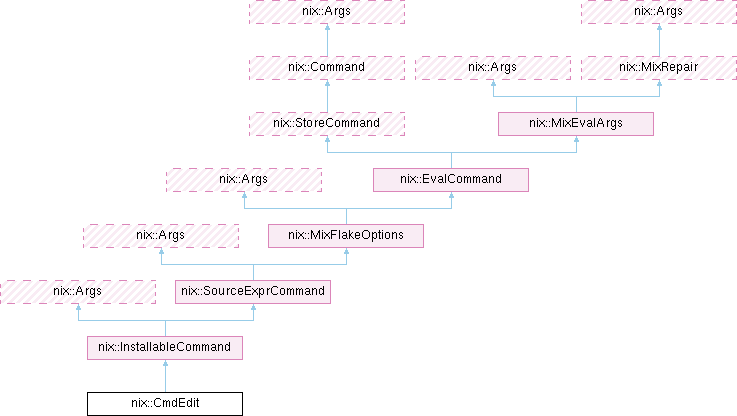 nix::Args
nix::Args
nix::Command
nix::Args
nix::MixRepair
nix::StoreCommand
nix::MixEvalArgs
nix::Args
nix::EvalCommand
nix::Args
nix::MixFlakeOptions
nix::Args
nix::SourceExprCommand
nix::InstallableCommand
nix::CmdEdit